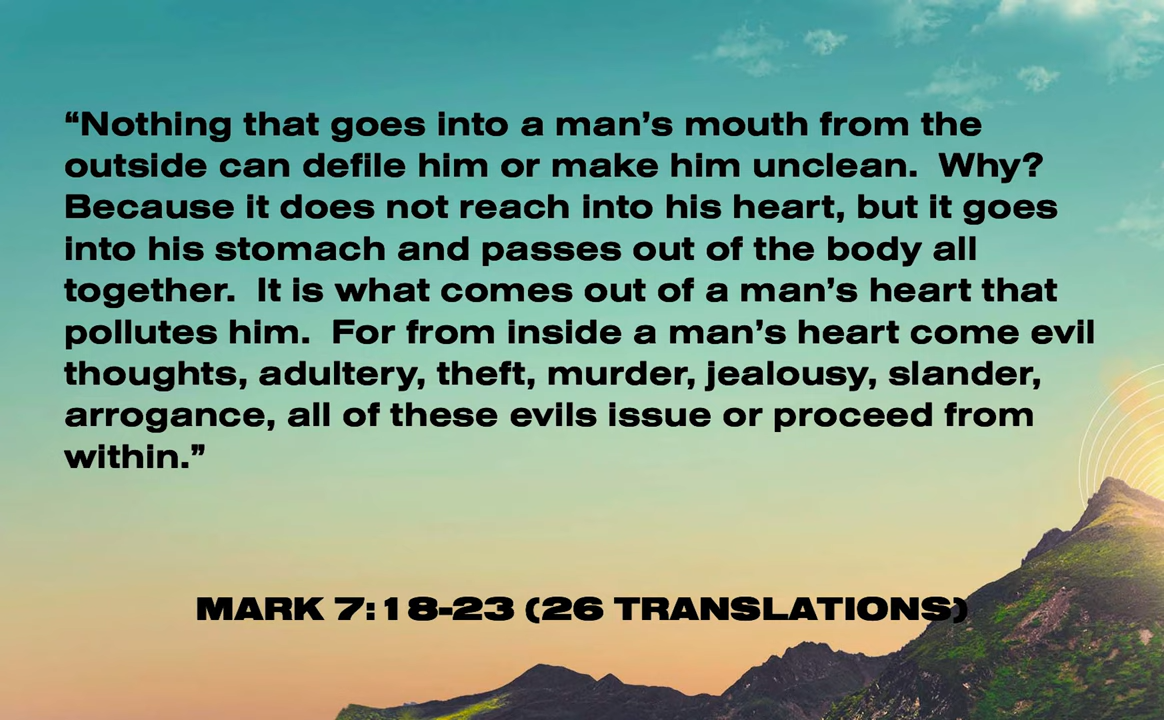 “Nothing that goes into a man’s mouth from the
outside can defile him or make him unclean.  Why?
Because it does not reach into his heart, but it goes
into his stomach and passes out of the body all
together.  It is what comes out of a man’s heart that
pollutes him.  For from inside a man’s heart come evil
thoughts, adultery, theft, murder, jealousy, slander,
arrogance, all of these evils issue or proceed from
within.”
MARK 7:18-23 (26 TRANSLATIONS)